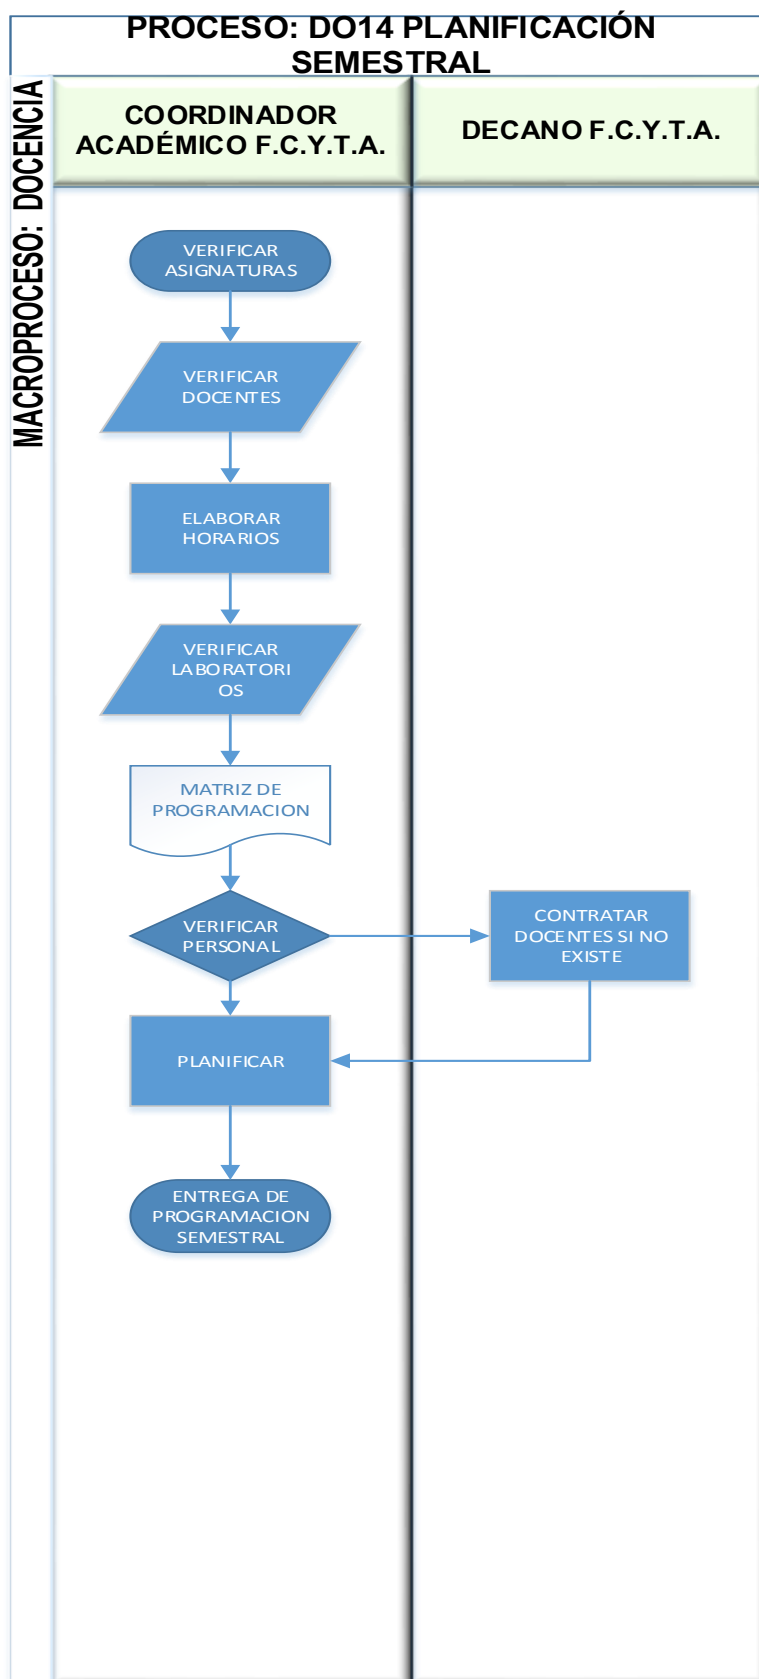 PROCESO: DO14 PLANIFICACIÓN
SEMESTRAL
MACROPROCESO: DOCENCIA
COORDINADOR
ACADÉMICO F.C.Y.T.A.
DECANO F.C.Y.T.A.
VERIFICAR
ASIGNATURAS
VERIFICAR
DOCENTES
ELABORAR
HORARIOS
VERIFICAR
LABORATORI
OS
MATRIZ DE
PROGRAMACION
VERIFICAR
PERSONAL
CONTRATAR
DOCENTES SI NO
EXISTE
PLANIFICAR
ENTREGA DE
PROGRAMACION
SEMESTRAL